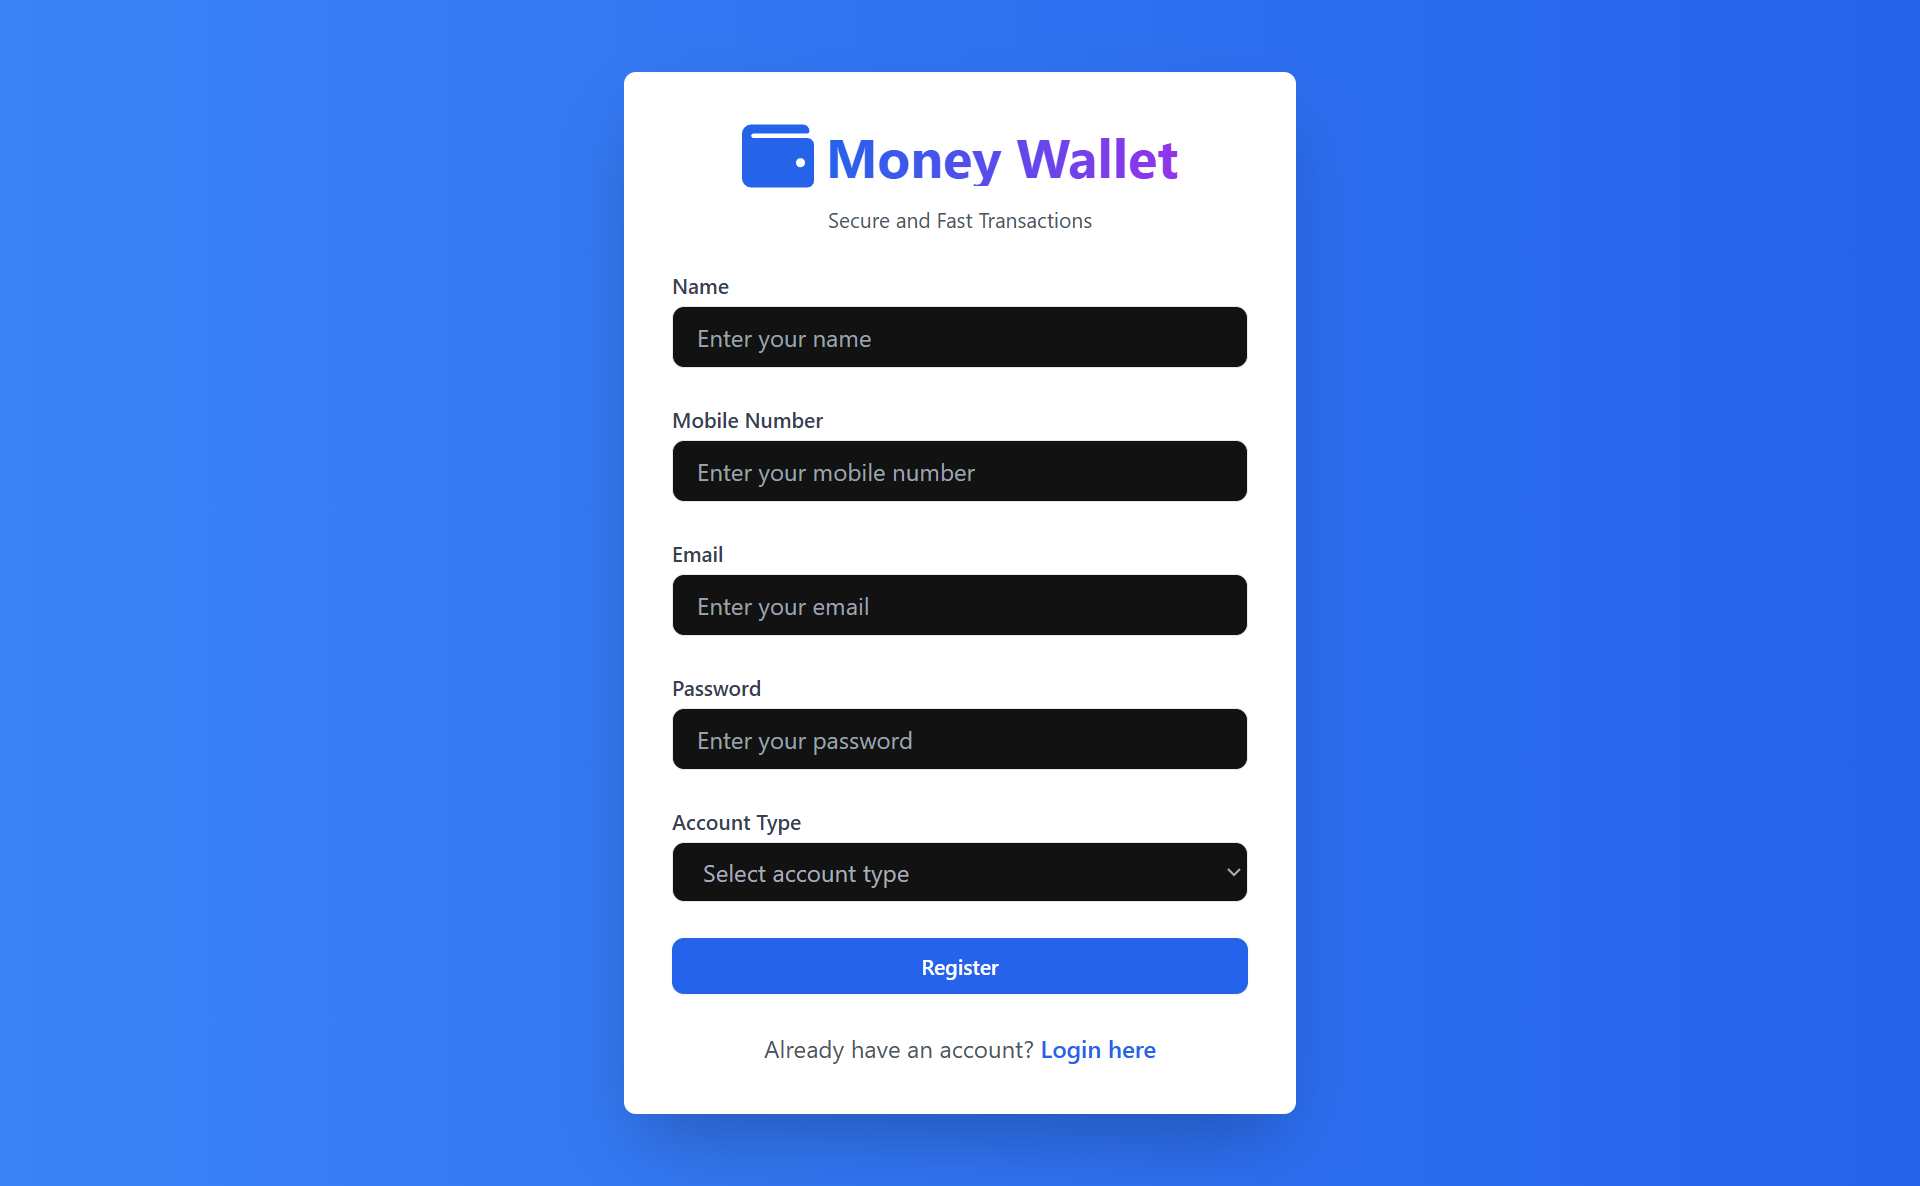 Money Wallet
Secure and Fast Transactions
Name
Enter your name
Mobile Number
Enter your mobile number
Email
Enter your email
Password
Enter your password
Account Type
Select account type
Register
Already have an account? Login here